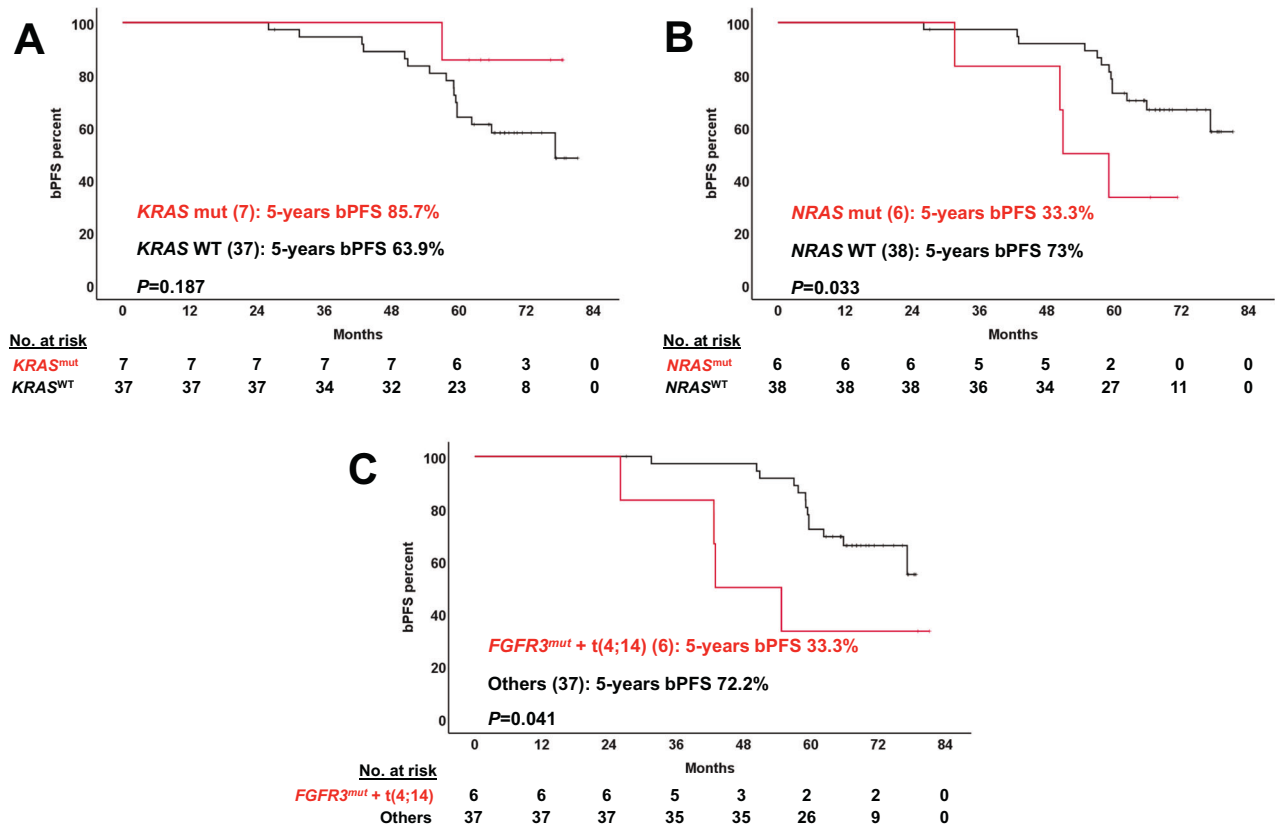 A
100
80
60
40
20
0
bPFS percent
KRAS mut (7): 5-years bPFS 85.7%
KRAS WT (37): 5-years bPFS 63.9%
P=0.187
0 12 24 36 48 60 72 84
Months
No. at risk
KRASmut 7 7 7 7 7 6 3 0
KRASWT 37 37 37 34 32 23 8 0
B
100
80
60
40
20
0
bPFS percent
NRAS mut (6): 5-years bPFS 33.3%
NRAS WT (38): 5-years bPFS 73%
P=0.033
0 12 24 36 48 60 72 84
Months
No. at risk
NRASmut 6 6 6 5 5 2 0 0
NRASWT 38 38 38 36 34 27 11 0
C
100
80
60
40
20
0
bPFS percent
FGFR3mut + t(4;14) (6): 5-years bPFS 33.3%
Others (37): 5-years bPFS 72.2%
P=0.041
0 12 24 36 48 60 72 84
Months
No. at risk
FGFR3mut + t(4;14) 6 6 6 5 3 2 2 0
Others 37 37 37 35 35 26 9 0